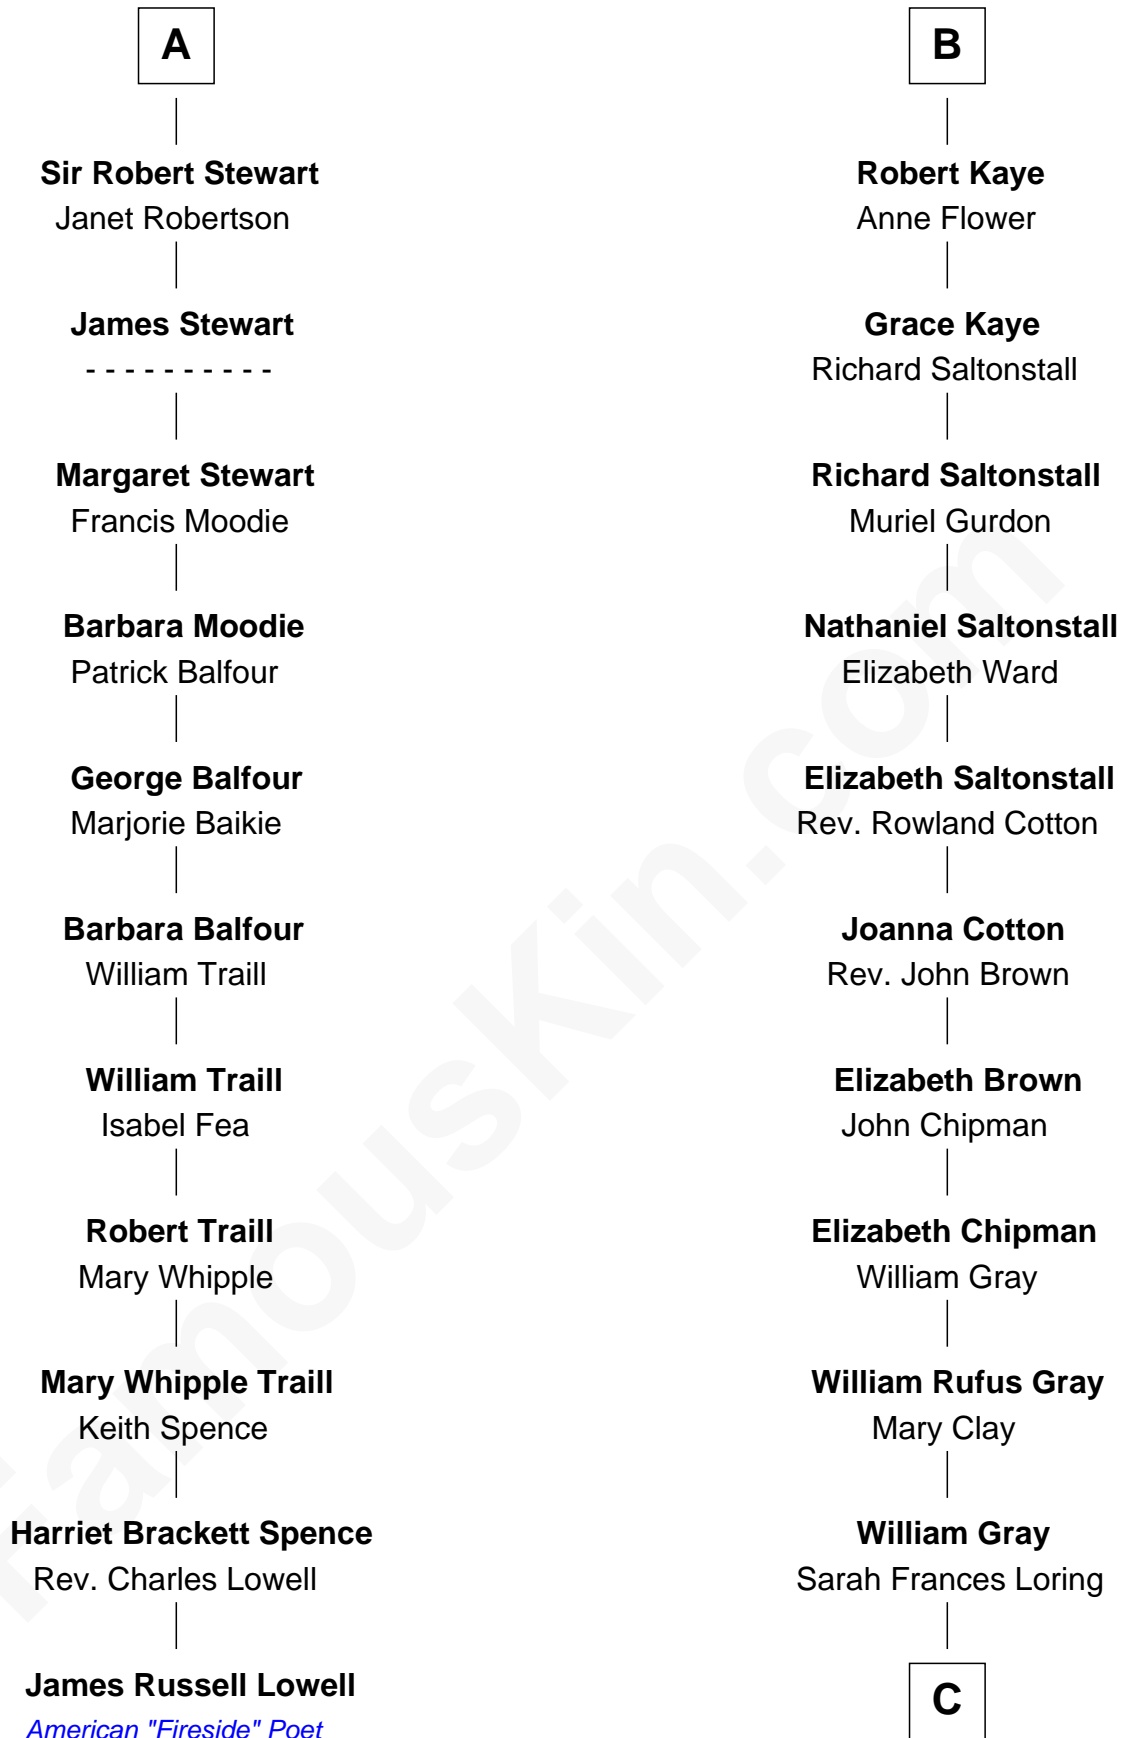 A
Sir Robert Stewart
Janet Robertson
James Stewart
- - - - - - - - - -
Margaret Stewart
Francis Moodie
Barbara Moodie
Patrick Balfour
George Balfour
Marjorie Baikie
Barbara Balfour
William Traill
William Traill
Isabel Fea
Robert Traill
Mary Whipple
Mary Whipple Traill
Keith Spence
Harriet Brackett Spence
Rev. Charles Lowell
James Russell Lowell
American "Fireside" Poet
B
Robert Kaye
Anne Flower
Grace Kaye
Richard Saltonstall
Richard Saltonstall
Muriel Gurdon
Nathaniel Saltonstall
Elizabeth Ward
Elizabeth Saltonstall
Rev. Rowland Cotton
Joanna Cotton
Rev. John Brown
Elizabeth Brown
John Chipman
Elizabeth Chipman
William Gray
William Rufus Gray
Mary Clay
William Gray
Sarah Frances Loring
C
FamousKin.com